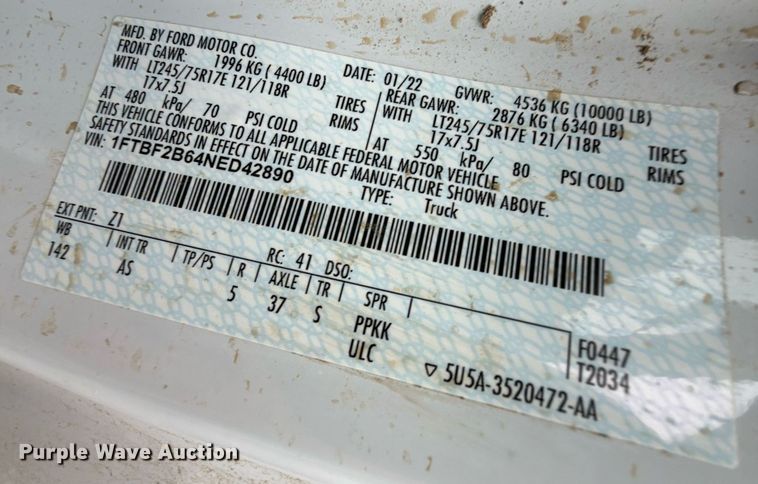 MFD. BY FORD MOTOR CO.
DATE: 01/22 GVWR: 4536 KG (10000 LB)
FRONT GAWR: 1996 KG (4400 LB) REAR GAWR: 2876 KG (6340 LB)
WITH LT245/75R17E 121/118R TIRES WITH LT245/75R17E 121/118R TIRES
17x7.5J RIMS 17x7.5J RIMS
AT 480 kPa/ 70 PSI COLD AT 550 kPa/ 80 PSI COLD
THIS VEHICLE CONFORMS TO ALL APPLICABLE FEDERAL MOTOR VEHICLE
SAFETY STANDARDS IN EFFECT ON THE DATE OF MANUFACTURE SHOWN ABOVE.
VIN: 1FTBF2B64NED42890 TYPE: Truck
EXT PNT: Z1 RC: 41 DSO:
WB INT TR TP/PS R AXLE TR SPR
142 AS 5 37 S PPKK
ULC
F0447
T2034
▽ 5U5A-3520472-AA
Purple Wave Auction